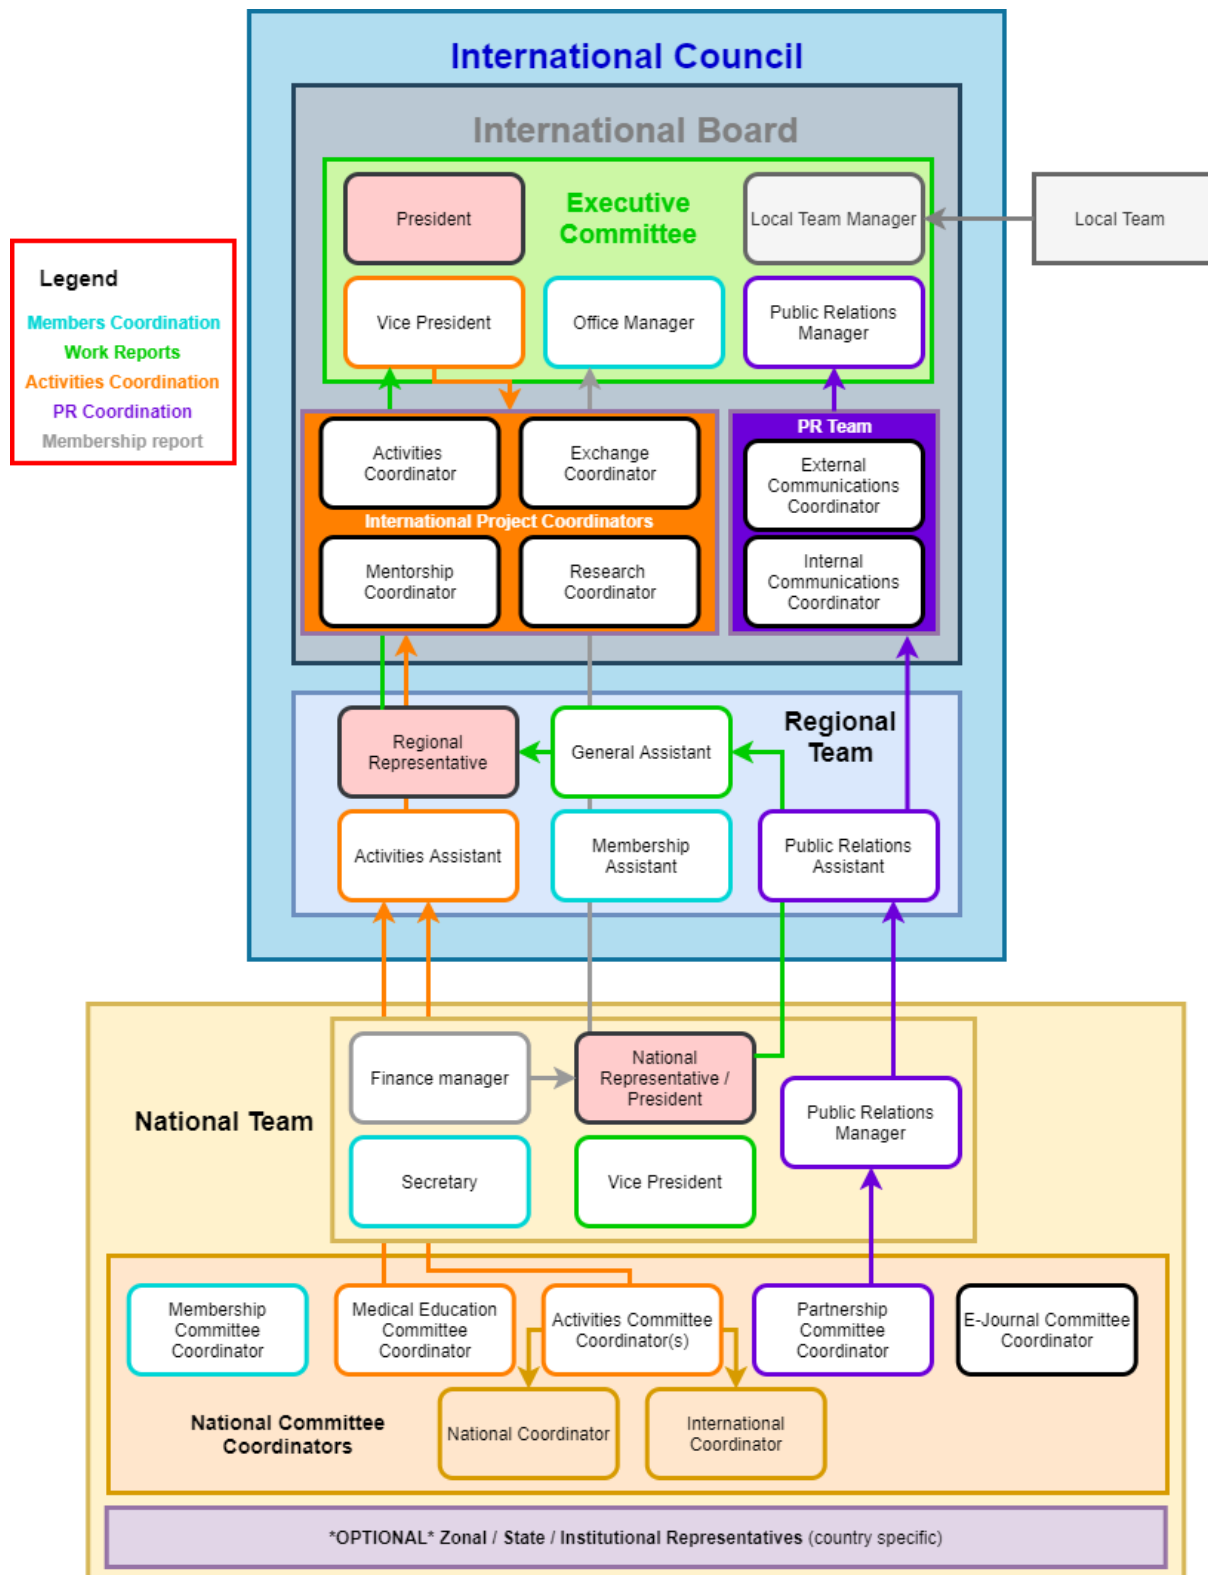 International Council
International Board
President
Executive
Committee
Local Team Manager
Local Team
Legend
Members Coordination
Work Reports
Activities Coordination
PR Coordination
Membership report
Vice President
Office Manager
Public Relations
Manager
Activities
Coordinator
Exchange
Coordinator
International Project Coordinators
Mentorship
Coordinator
Research
Coordinator
PR Team
External
Communications
Coordinator
Internal
Communications
Coordinator
Regional
Team
Regional
Representative
General Assistant
Activities Assistant
Membership
Assistant
Public Relations
Assistant
National Team
Finance manager
National
Representative /
President
Public Relations
Manager
Secretary
Vice President
Membership
Committee
Coordinator
Medical Education
Committee
Coordinator
Activities Committee
Coordinator(s)
Partnership
Committee
Coordinator
E-Journal Committee
Coordinator
National Committee
Coordinators
National Coordinator
International
Coordinator
*OPTIONAL* Zonal / State / Institutional Representatives (country specific)